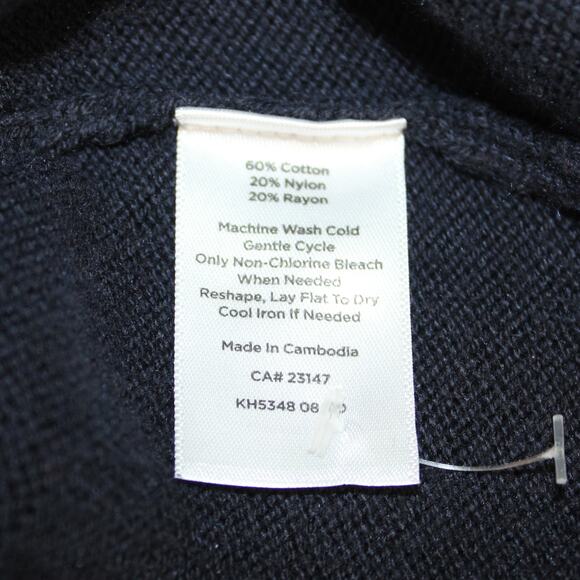 60% Cotton
20% Nylon
20% Rayon
Machine Wash Cold
Gentle Cycle
Only Non-Chlorine Bleach
When Needed
Reshape, Lay Flat To Dry
Cool Iron If Needed
Made In Cambodia
CA# 23147
KH5348 08